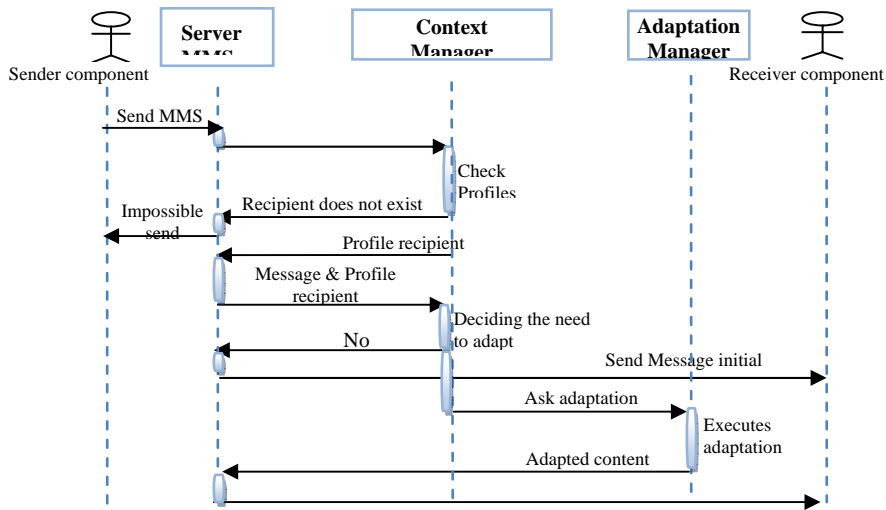 Server
MMS
Context
Manager
Adaptation
Manager
Sender component
Receiver component
Send MMS
Check
Profiles
Recipient does not exist
Impossible
send
Profile recipient
Message & Profile
recipient
Deciding the need
to adapt
No
Send Message initial
Ask adaptation
Executes
adaptation
Adapted content